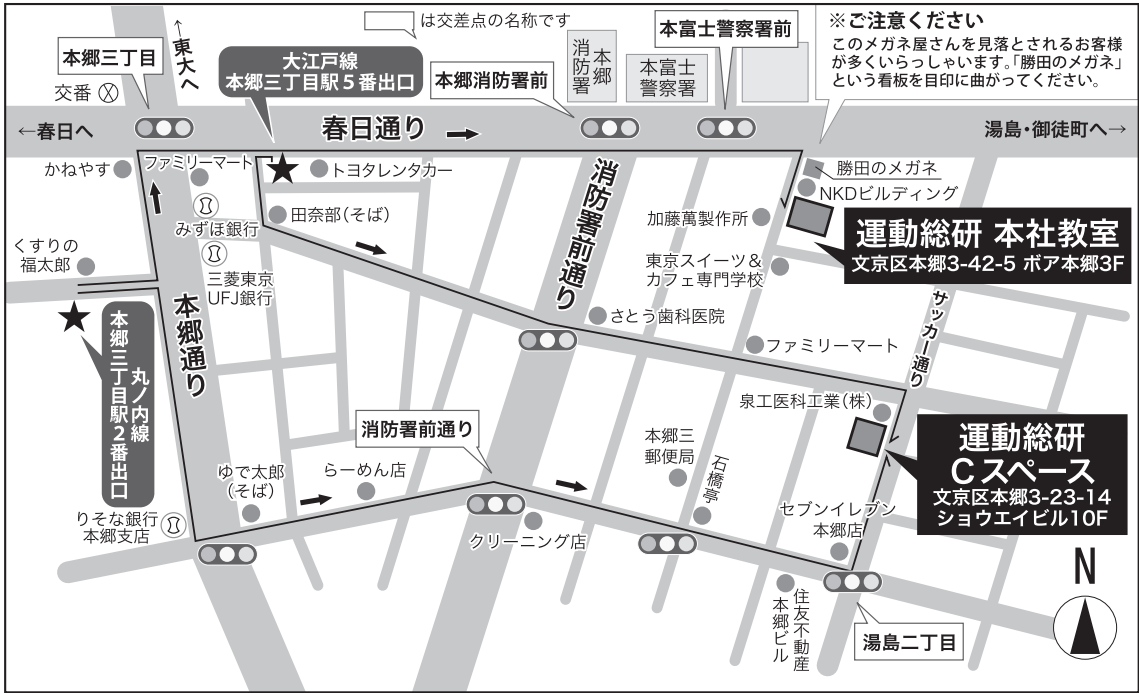 は交差点の名称です
↑東大へ
本郷三丁目
交番
大江戸線
本郷三丁目駅5番出口
本郷消防署前
本郷
消防署
本富士
警察署
本富士警察署前
※ご注意ください
このメガネ屋さんを見落とされるお客様
が多くいらっしゃいます。「勝田のメガネ」
という看板を目印に曲がってください。
←春日へ
春日通り
湯島・御徒町へ→
かねやす
ファミリーマート
トヨタレンタカー
消防署前通り
勝田のメガネ
NKDビルディング
田奈部（そば）
加藤萬製作所
みずほ銀行
運動総研 本社教室
文京区本郷3-42-5 ボア本郷3F
くすりの
福太郎
三菱東京
UFJ銀行
東京スイーツ＆
カフェ専門学校
本郷通り
さとう歯科医院
サッカー通り
ファミリーマート
丸ノ内線
本郷三丁目駅2番出口
泉工医科工業（株）
消防署前通り
運動総研
Cスペース
文京区本郷3-23-14
ショウエイビル10F
本郷三
郵便局
石橋亭
ゆで太郎
（そば）
らーめん店
セブンイレブン
本郷店
りそな銀行
本郷支店
クリーニング店
住友不動産
本郷ビル
湯島二丁目
N